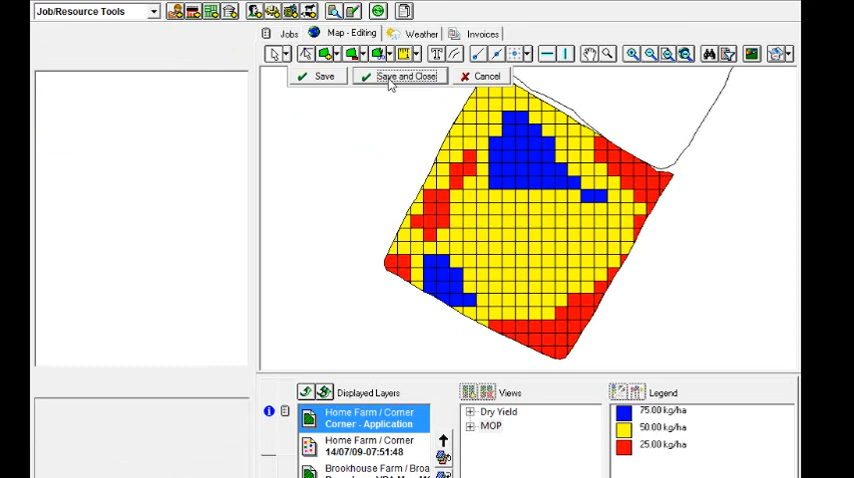 Job/Resource Tools
Jobs
Map - Editing
Weather
Invoices
Save
Save and Close
Cancel
Displayed Layers
Views
Legend
Home Farm / Corner
Corner - Application
Home Farm / Corner
14/07/09-07:51:48
Brookhouse Farm / Broa
Dry Yield
MOP
75.00 kg/ha
50.00 kg/ha
25.00 kg/ha